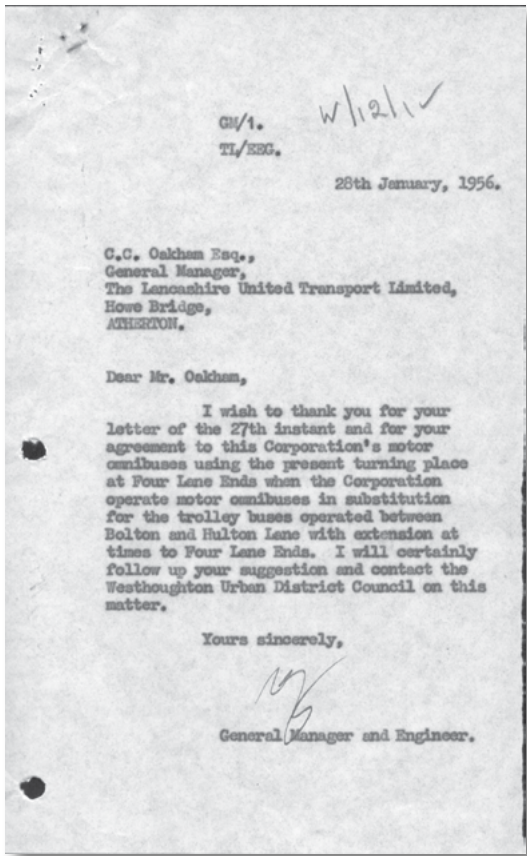 W/12/1
GM/1.
TL/EEG.
28th January, 1956.
C.C. Oakham Esq.,
General Manager,
The Lancashire United Transport Limited,
Howe Bridge,
ATHERTON.
Dear Mr. Oakham,
I wish to thank you for your
letter of the 27th instant and for your
agreement to this Corporation's motor
omnibuses using the present turning place
at Four Lane Ends when the Corporation
operate motor omnibuses in substitution
for the trolley buses operated between
Bolton and Hulton Lane with extension at
times to Four Lane Ends.  I will certainly
follow up your suggestion and contact the
Westhoughton Urban District Council on this
matter.
Yours sincerely,
General Manager and Engineer.